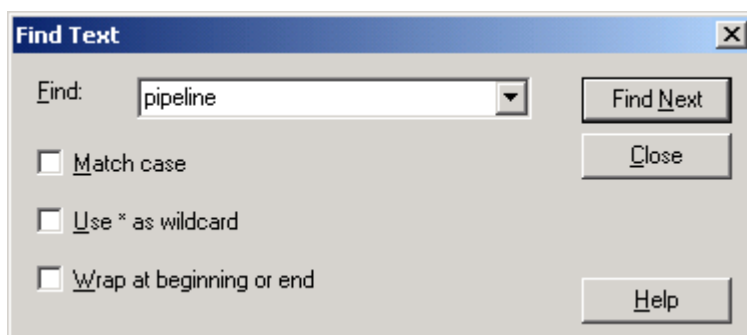 Find Text
Find: pipeline
Find Next
Match case
Close
Use * as wildcard
Wrap at beginning or end
Help